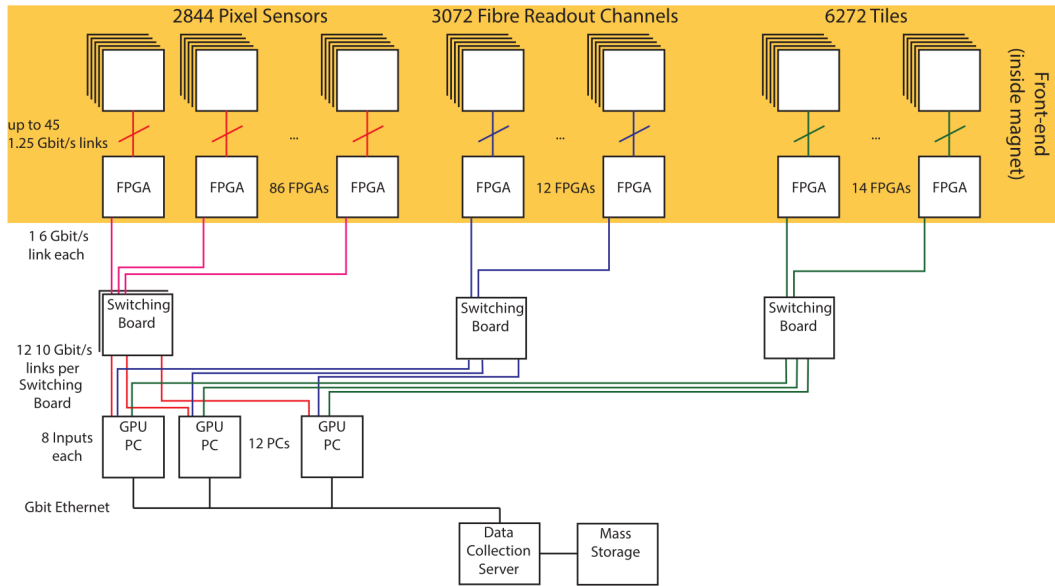 2844 Pixel Sensors
3072 Fibre Readout Channels
6272 Tiles
Front-end
(inside magnet)
up to 45
1.25 Gbit/s links
...
...
...
FPGA
FPGA
86 FPGAs
FPGA
FPGA
12 FPGAs
FPGA
FPGA
14 FPGAs
FPGA
1 6 Gbit/s
link each
Switching
Board
Switching
Board
Switching
Board
12 10 Gbit/s
links per
Switching
Board
8 Inputs
each
GPU
PC
GPU
PC
12 PCs
GPU
PC
Gbit Ethernet
Data
Collection
Server
Mass
Storage